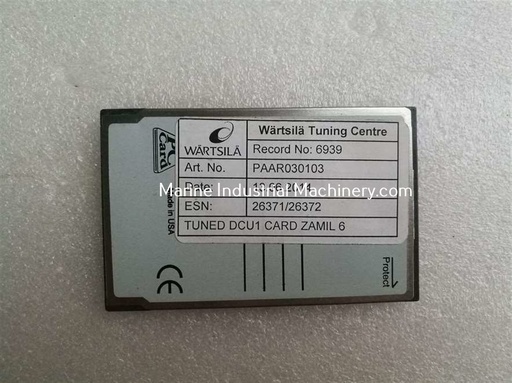 PC Card
Made in USA
WÄRTSILÄ
Wärtsilä Tuning Centre
Record No: 6939
Art. No.
PAAR030103
Marine Industrial Machinery.com
Date:
ESN:
26371/26372
TUNED DCU1 CARD ZAMIL 6
CE
Protect